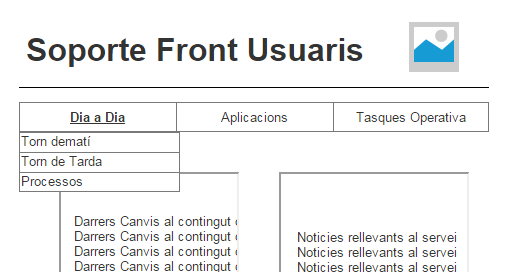 Soporte Front Usuaris
Dia a Dia
Aplicacions
Tasques Operativa
Torn dematí
Torn de Tarda
Processos
Darrers Canvis al contingut
Darrers Canvis al contingut
Darrers Canvis al contingut
Darrers Canvis al contingut
Noticies rellevants al servei
Noticies rellevants al servei
Noticies rellevants al servei